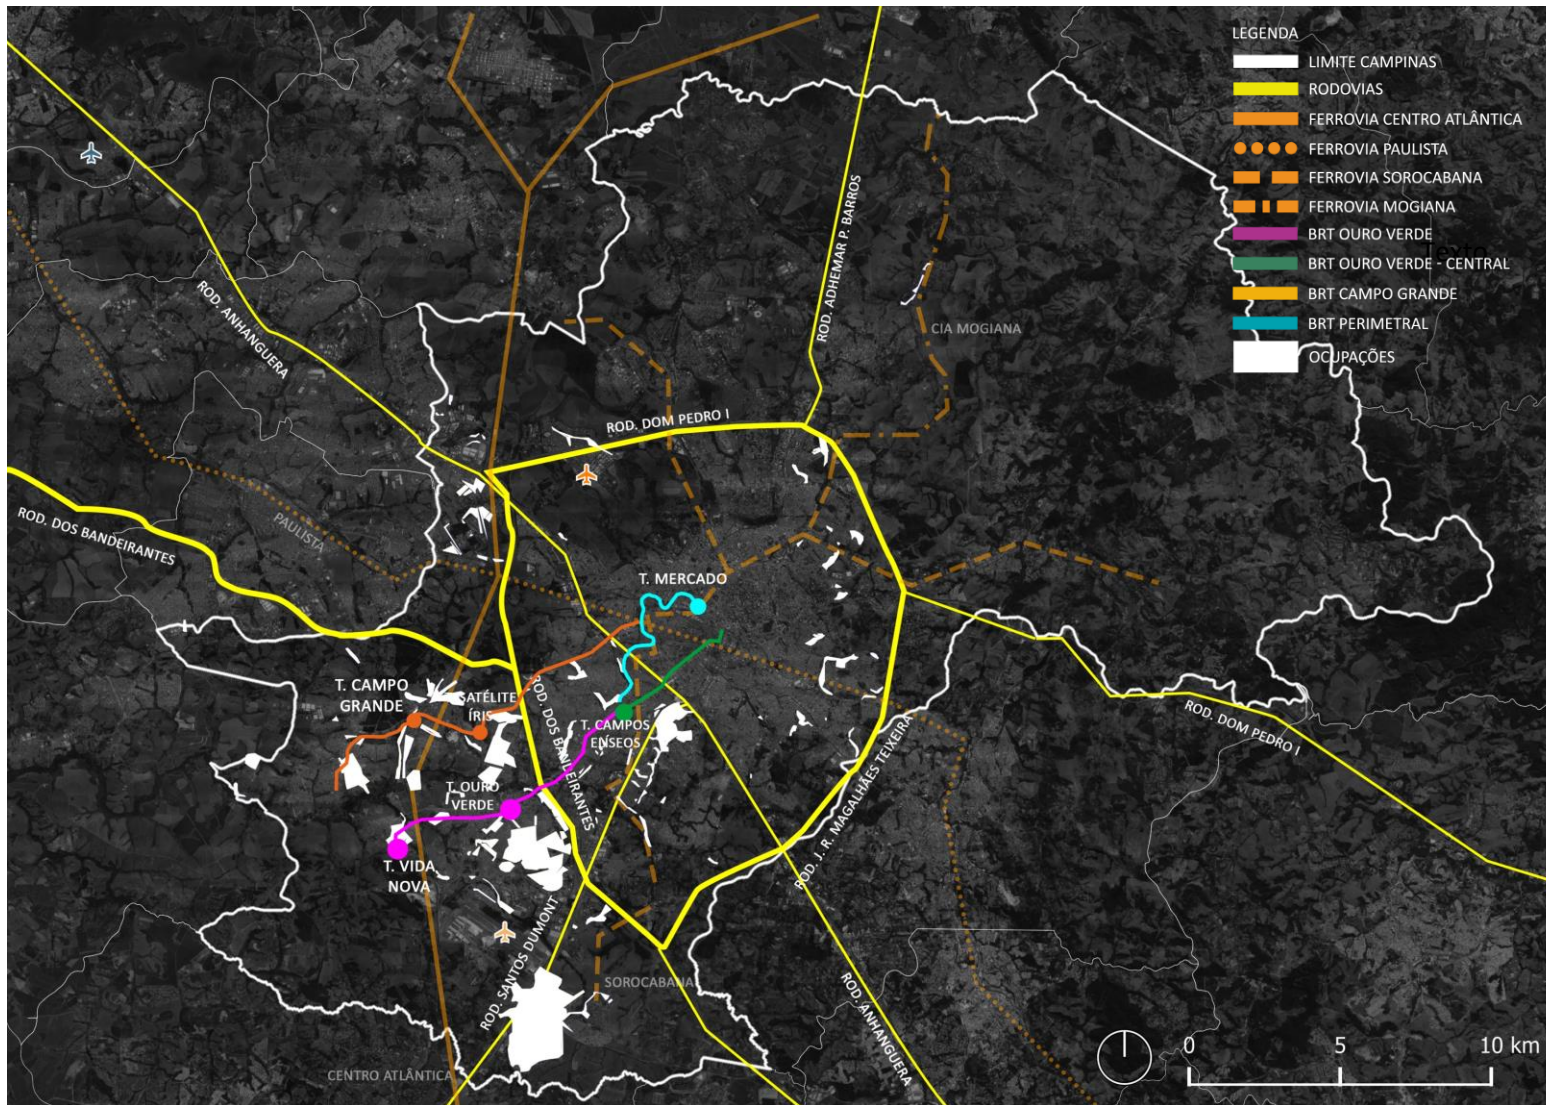 LEGENDA
LIMITE CAMPINAS
RODOVIAS
FERROVIA CENTRO ATLÂNTICA
FERROVIA PAULISTA
FERROVIA SOROCABANA
FERROVIA MOGIANA
BRT OURO VERDE
Texto
BRT OURO VERDE - CENTRAL
BRT CAMPO GRANDE
BRT PERIMETRAL
OCUPAÇÕES
ROD. ADHEMAR P. BARROS
ROD. ANHANGUERA
CIA MOGIANA
ROD. DOM PEDRO I
PAULISTA
ROD. DOS BANDEIRANTES
T. MERCADO
T. CAMPO
GRANDE
SATÉLITE
ÍRIS
ROD. DOS BANDEIRANTES
T. CAMPOS
ELÍSEOS
T. OURO
VERDE
T. VIDA
NOVA
ROD. J. R. MAGALHÃES TEIXEIRA
ROD. DOM PEDRO I
ROD. SANTOS DUMONT
SOROCABANA
ROD. ANHANGUERA
CENTRO ATLÂNTICA
0
5
10 km